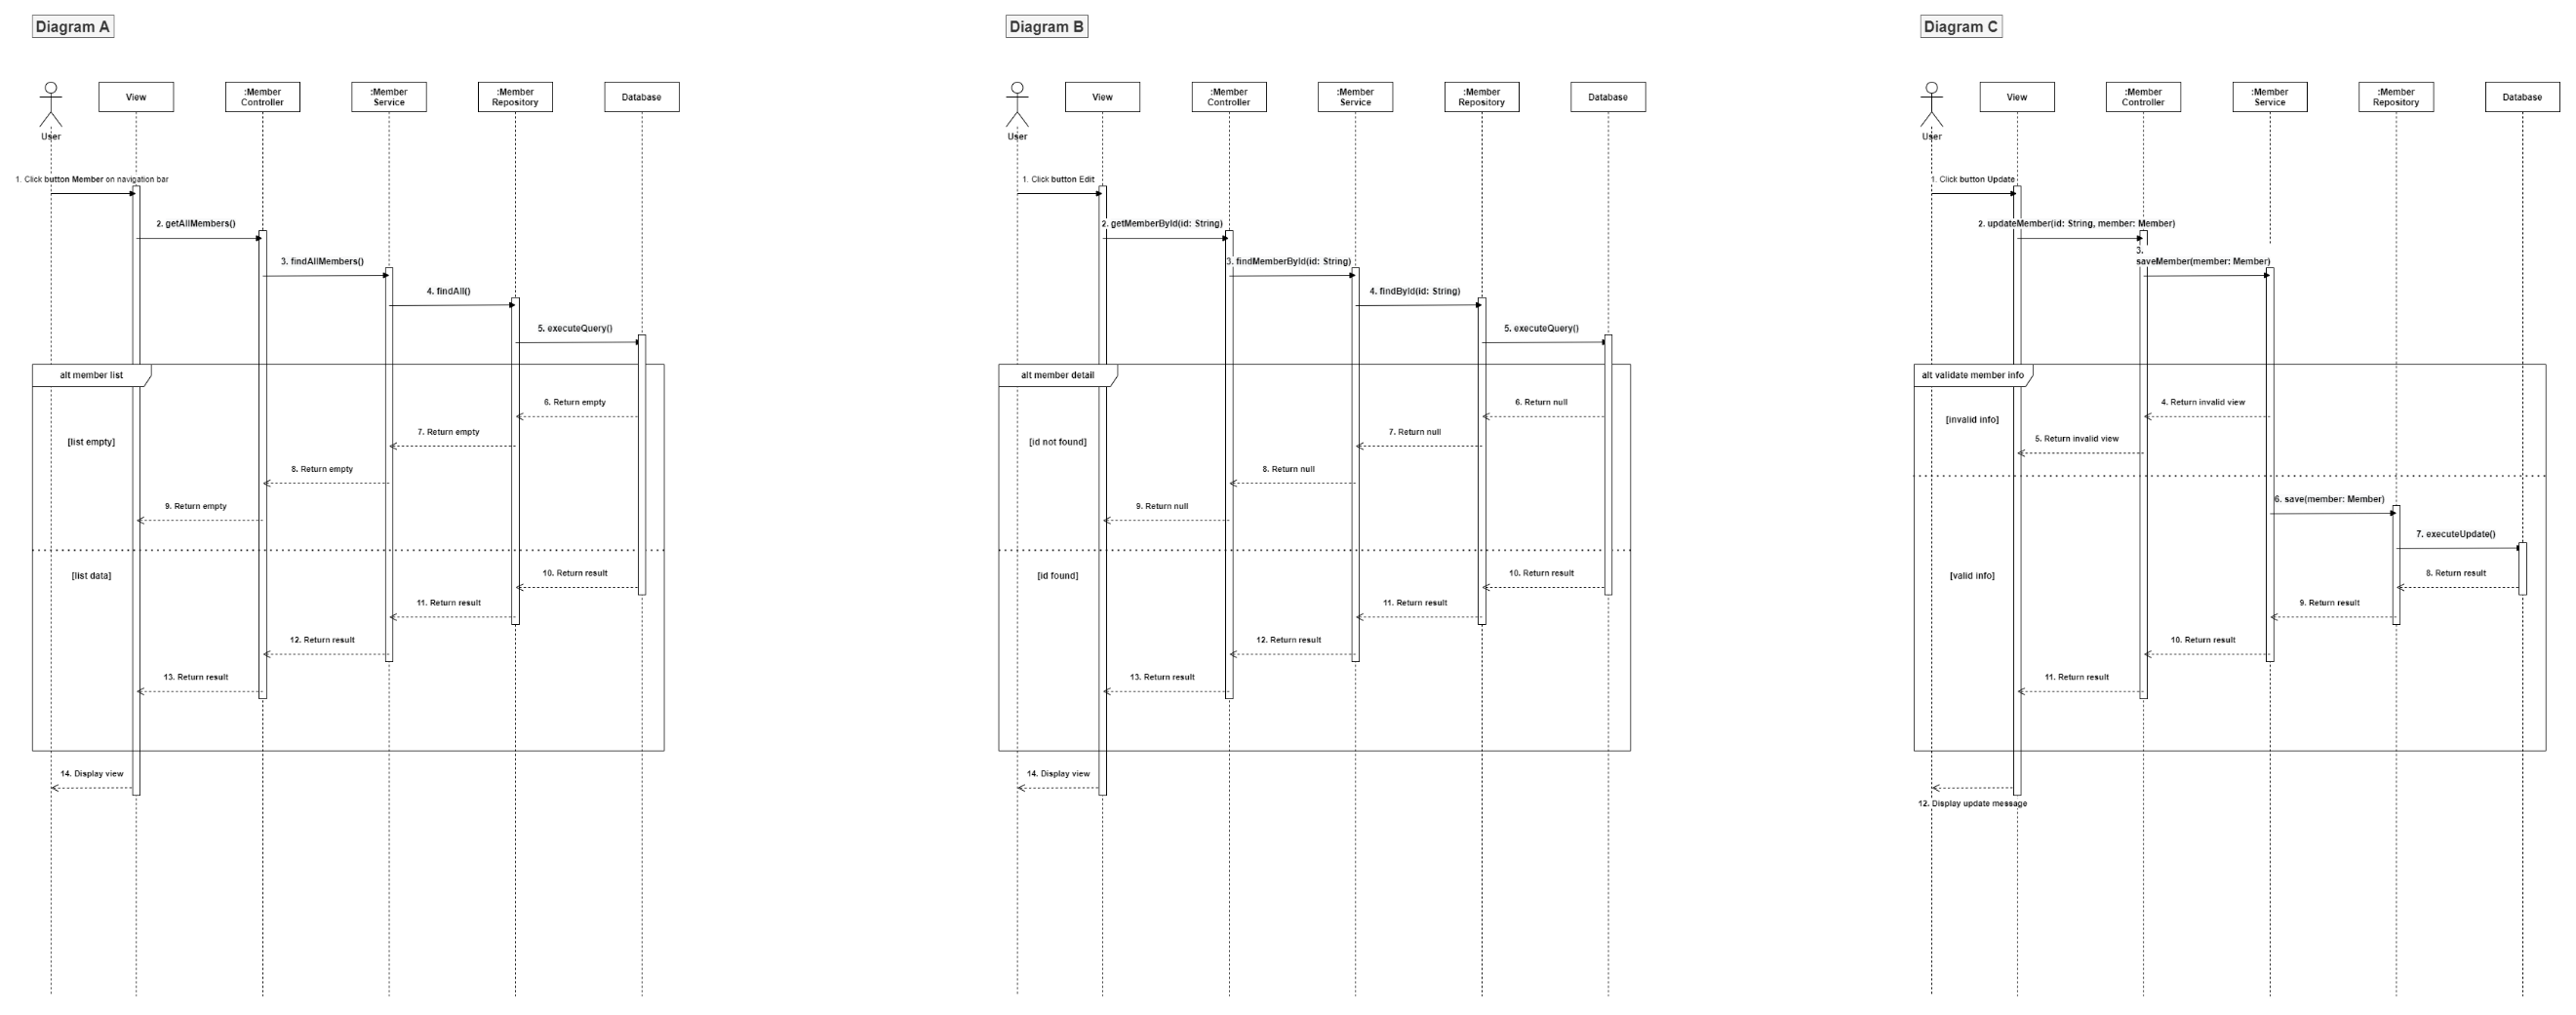 Diagram A
User
View
:Member
Controller
:Member
Service
:Member
Repository
Database
1. Click button Member on navigation bar
2. getAllMembers()
3. findAllMembers()
4. findAll()
5. executeQuery()
alt member list
6. Return empty
7. Return empty
[list empty]
8. Return empty
9. Return empty
[list data]
10. Return result
11. Return result
12. Return result
13. Return result
14. Display view
Diagram B
User
View
:Member
Controller
:Member
Service
:Member
Repository
Database
1. Click button Edit
2. getMemberById(id: String)
3. findMemberById(id: String)
4. findById(id: String)
5. executeQuery()
alt member detail
6. Return null
7. Return null
[id not found]
8. Return null
9. Return null
[id found]
10. Return result
11. Return result
12. Return result
13. Return result
14. Display view
Diagram C
User
View
:Member
Controller
:Member
Service
:Member
Repository
Database
1. Click button Update
2. updateMember(id: String, member: Member)
3.
saveMember(member: Member)
alt validate member info
4. Return invalid view
[invalid info]
5. Return invalid view
6. save(member: Member)
7. executeUpdate()
[valid info]
8. Return result
9. Return result
10. Return result
11. Return result
12. Display update message